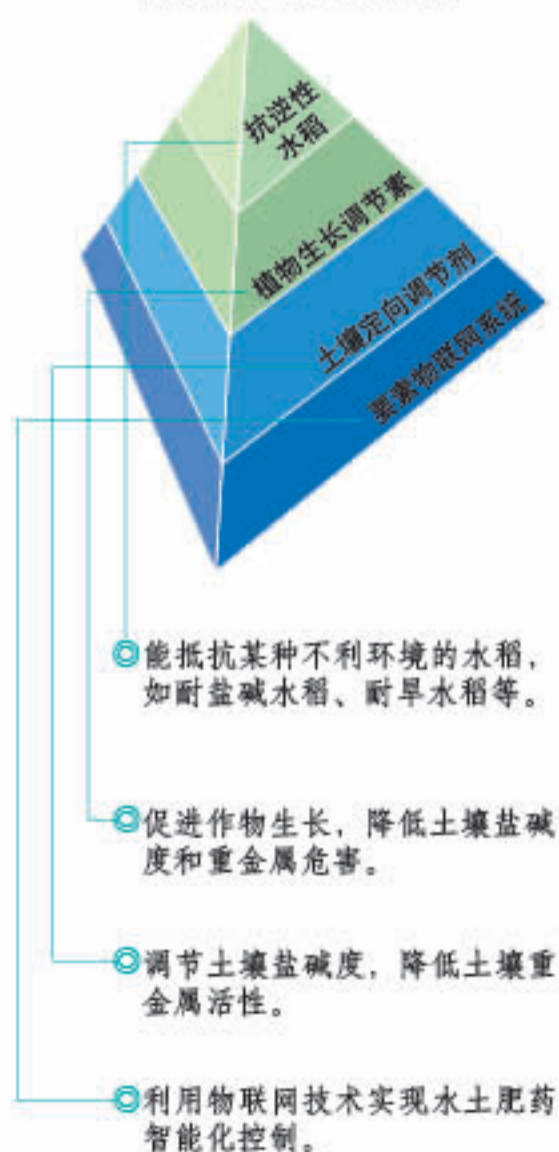 抗逆性
水稻
植物生长调节素
土壤定向调节剂
要素物联网系统
能抵抗某种不利环境的水稻，
如耐盐碱水稻、耐旱水稻等。
促进作物生长，降低土壤盐碱
度和重金属危害。
调节土壤盐碱度，降低土壤重
金属活性。
利用物联网技术实现水土肥药
智能化控制。